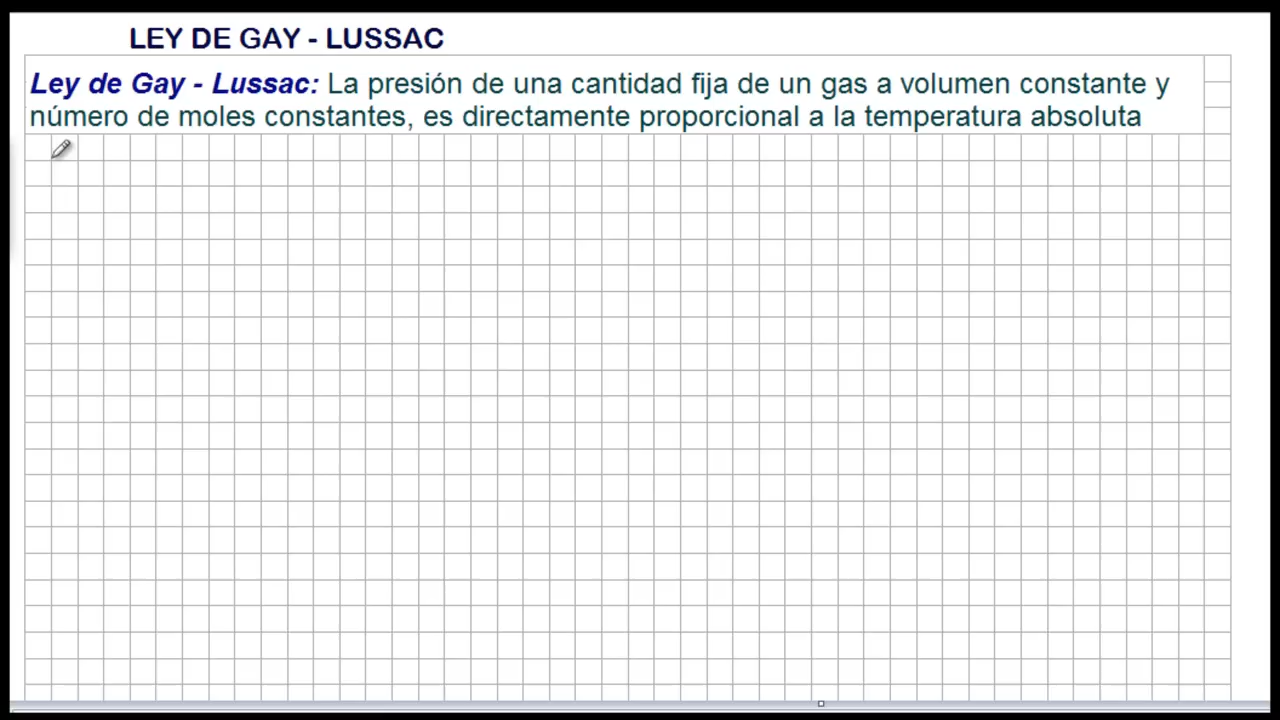 LEY DE GAY - LUSSAC
Ley de Gay - Lussac: La presión de una cantidad fija de un gas a volumen constante y
número de moles constantes, es directamente proporcional a la temperatura absoluta